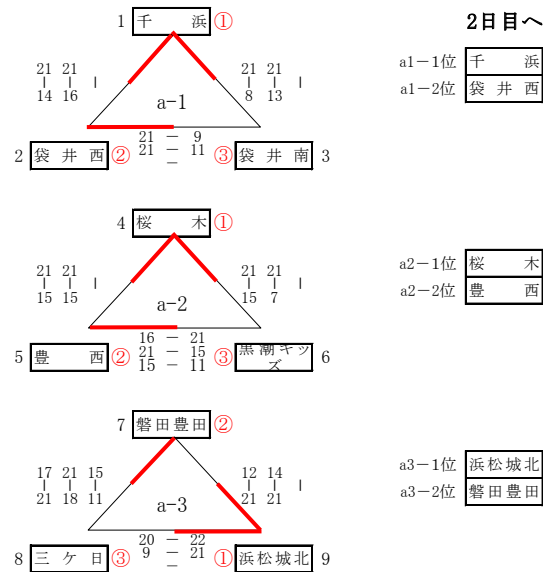 1 千 浜 ① 2日目へ
21 21 | 21 21 | a1-1位 千 浜
| | | | a1-2位 袋 井 西
14 16 8 13
a-1
21 - 9
2 袋 井 西 ② 21 - 11 ③ 袋 井 南 3
-
4 桜 木 ①
a2-1位 桜 木
21 21 | 21 21 | a2-2位 豊 西
| | | |
15 15 15 7
a-2
16 - 21
5 豊 西 ② 21 - 15 ③ 黒潮キッズ 6
15 - 11
7 磐田豊田 ②
a3-1位 浜松城北
17 21 15 12 14 | a3-2位 磐田豊田
| | | | |
21 18 11 21 21
a-3
20 - 22
8 三 ケ 日 ③ 9 - 21 ① 浜松城北 9
-